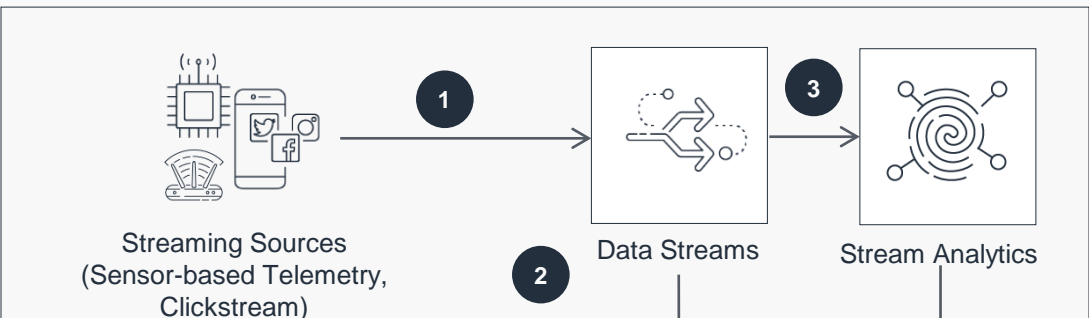 1
3
Streaming Sources
(Sensor-based Telemetry,
Clickstream)
Data Streams
Stream Analytics
2